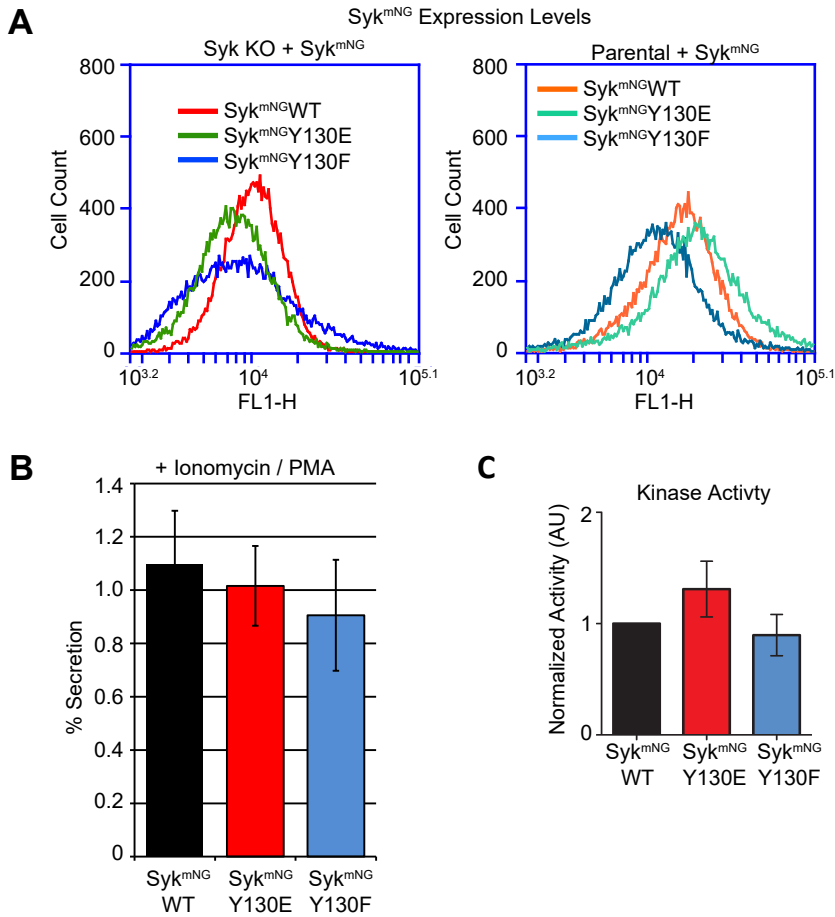 A
Syk^mNG Expression Levels
Syk KO + Syk^mNG
800
600
400
200
0
Cell Count
Syk^mNG WT
Syk^mNG Y130E
Syk^mNG Y130F
10^3.2
10^4
10^5.1
FL1-H
Parental + Syk^mNG
800
600
400
200
0
Cell Count
Syk^mNG WT
Syk^mNG Y130E
Syk^mNG Y130F
10^3.2
10^4
10^5.1
FL1-H
B
+ Ionomycin / PMA
1.4
1.2
1.0
0.8
0.6
0.4
0.2
0
% Secretion
Syk^mNG
WT
Syk^mNG
Y130E
Syk^mNG
Y130F
C
Kinase Activty
2
1
0
Normalized Activity (AU)
Syk^mNG
WT
Syk^mNG
Y130E
Syk^mNG
Y130F